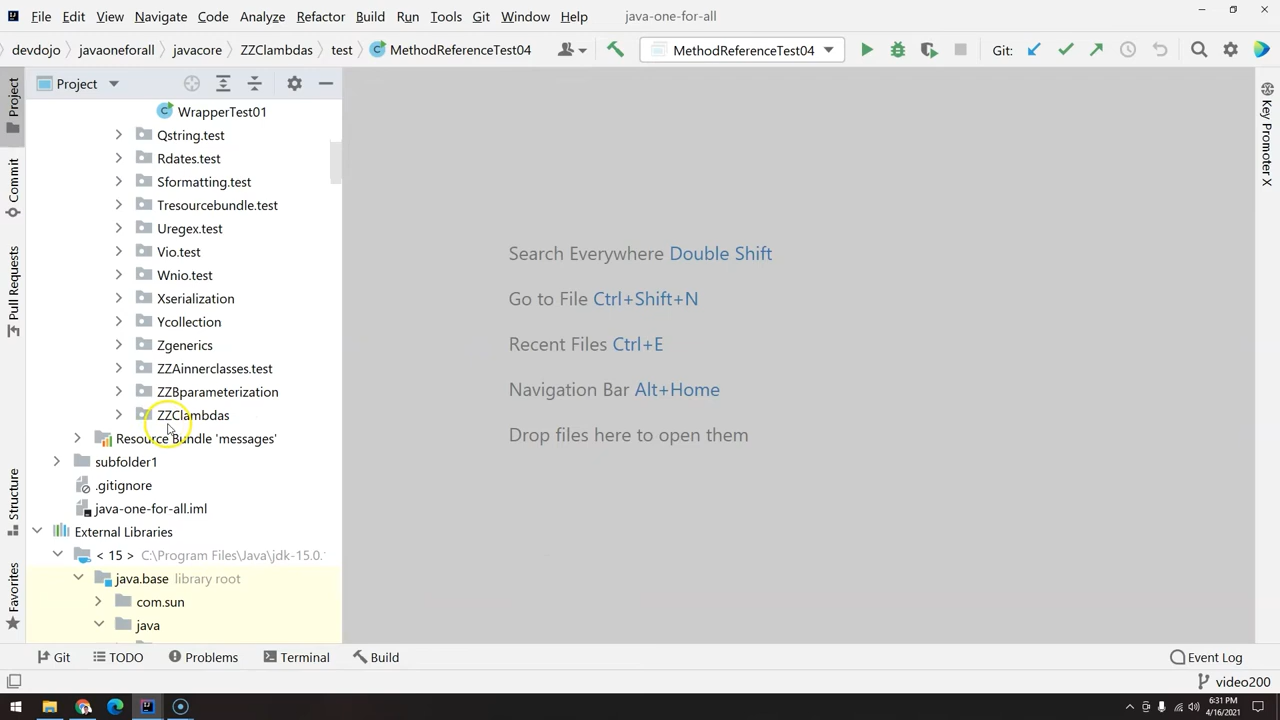 File Edit View Navigate Code Analyze Refactor Build Run Tools Git Window Help java-one-for-all
devdojo javaoneforall javacore ZZClambdas test MethodReferenceTest04 MethodReferenceTest04 Git:
Project
WrapperTest01
Qstring.test
Rdates.test
Sformatting.test
Tresourcebundle.test
Uregex.test
Vio.test
Wnio.test
Xserialization
Ycollection
Zgenerics
ZZAinnerclasses.test
ZZBparameterization
ZZClambdas
Resource Bundle 'messages'
subfolder1
.gitignore
java-one-for-all.iml
External Libraries
< 15 > C:\Program Files\Java\jdk-15.0.
java.base library root
com.sun
java
Project
Commit
Pull Requests
Structure
Favorites
Search Everywhere Double Shift
Go to File Ctrl+Shift+N
Recent Files Ctrl+E
Navigation Bar Alt+Home
Drop files here to open them
Key Promoter X
Git TODO Problems Terminal Build Event Log
video200
6:31 PM
4/16/2021